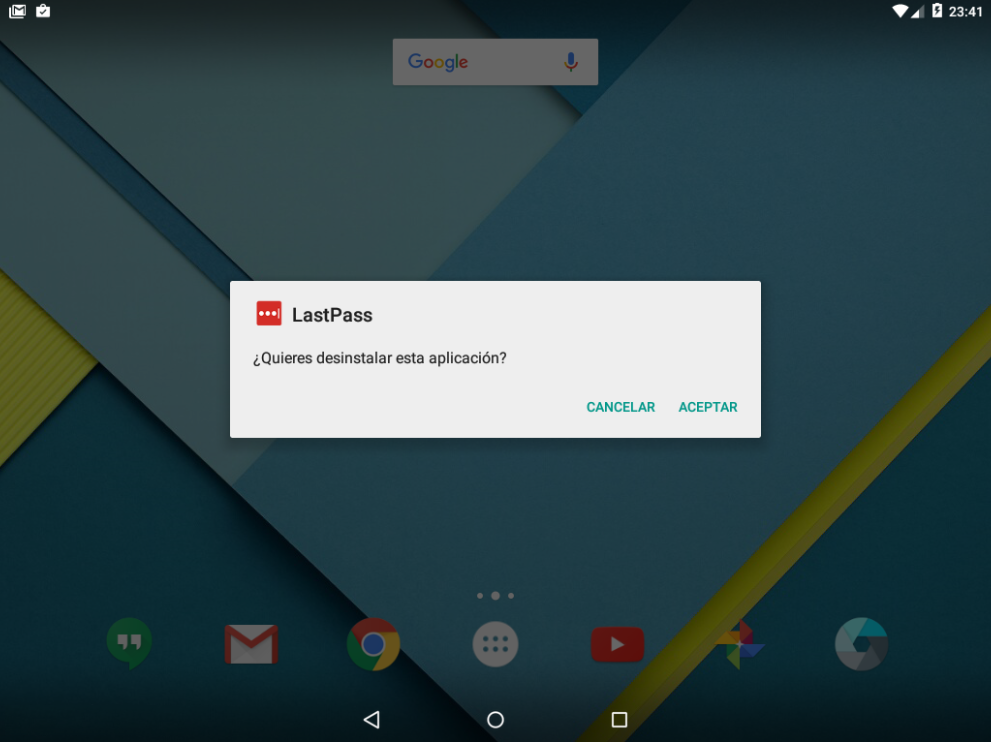 23:41
Google
LastPass
¿Quieres desinstalar esta aplicación?
CANCELAR ACEPTAR